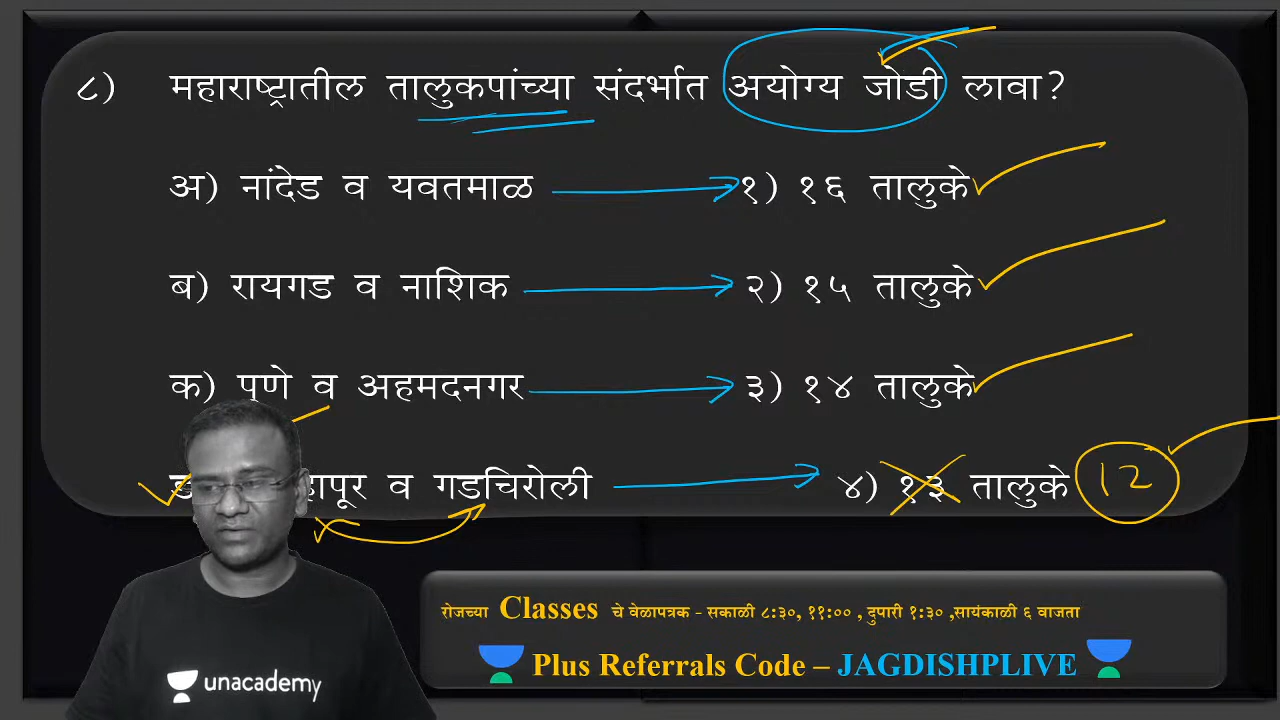 ८) महाराष्ट्रातील तालुकपांच्या संदर्भात अयोग्य जोडी लावा?
अ) नांदेड व यवतमाळ १) १६ तालुके
ब) रायगड व नाशिक २) १५ तालुके
क) पुणे व अहमदनगर ३) १४ तालुके
व गडचिरोली ४) १३ तालुके 12
रोजच्या Classes चे वेळापत्रक - सकाळी ८:३०, ११:०० , दुपारी १:३० ,सायंकाळी ६ वाजता
Plus Referrals Code – JAGDISHPLIVE
unacademy